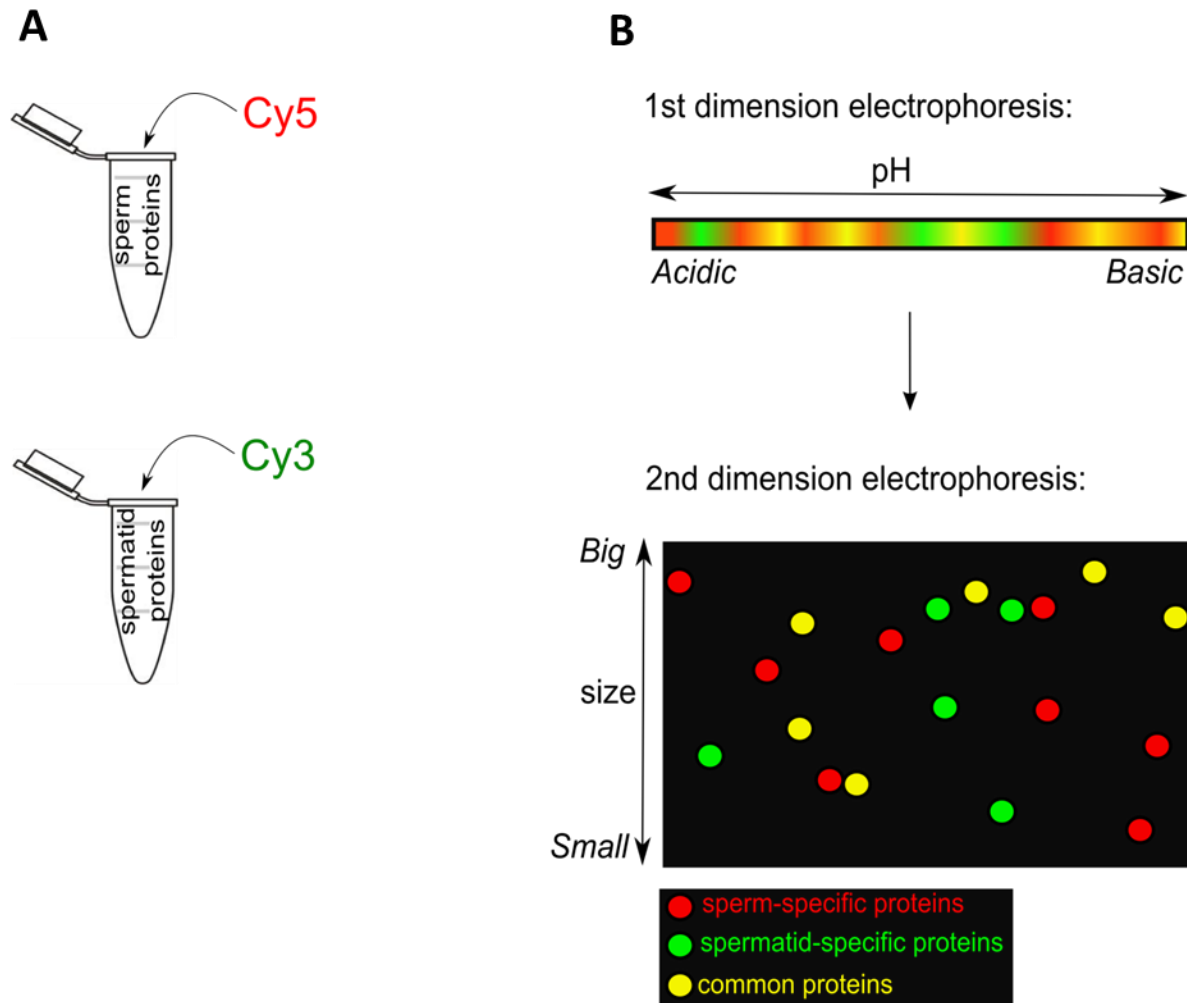 A
Cy5
sperm
proteins
Cy3
spermatid
proteins
B
1st dimension electrophoresis:
pH
Acidic
Basic
2nd dimension electrophoresis:
Big
size
Small
sperm-specific proteins
spermatid-specific proteins
common proteins